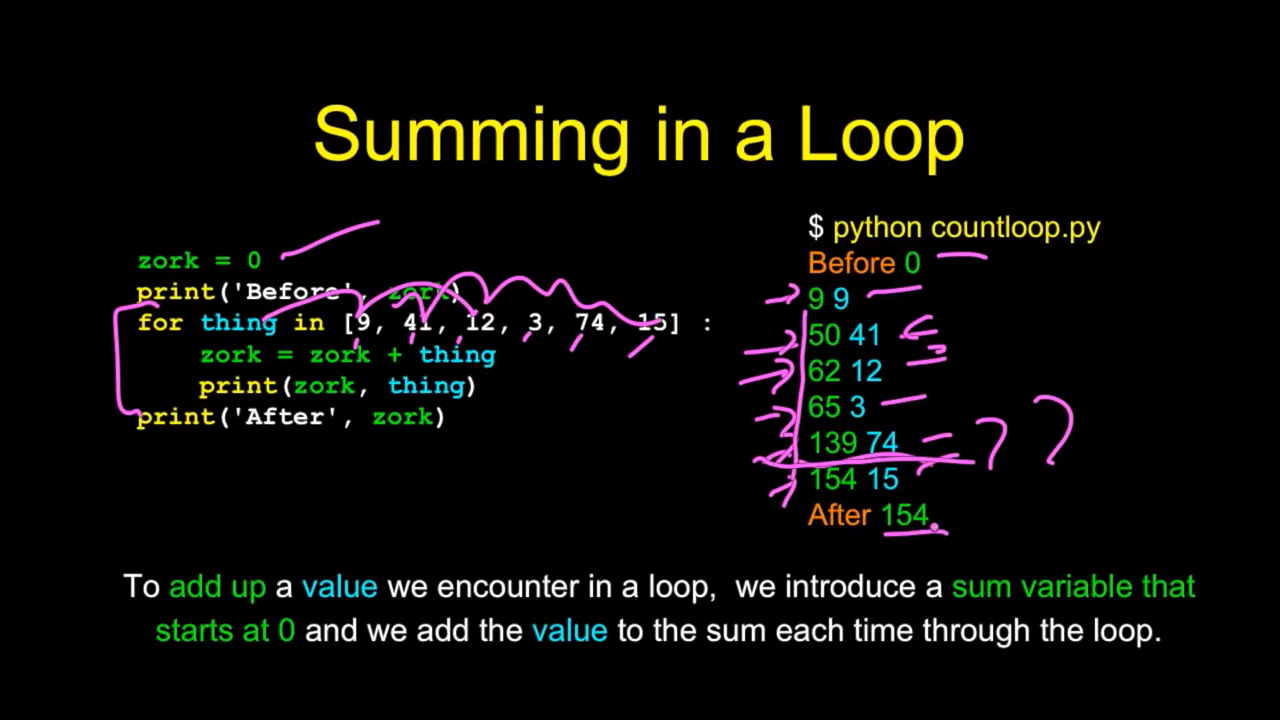 Summing in a Loop
zork = 0
print('Before', zork)
for thing in [9, 41, 12, 3, 74, 15] :
    zork = zork + thing
    print(zork, thing)
print('After', zork)
$ python countloop.py
Before 0
9 9
50 41
62 12
65 3
139 74
154 15
After 154
To add up a value we encounter in a loop,  we introduce a sum variable that
starts at 0 and we add the value to the sum each time through the loop.